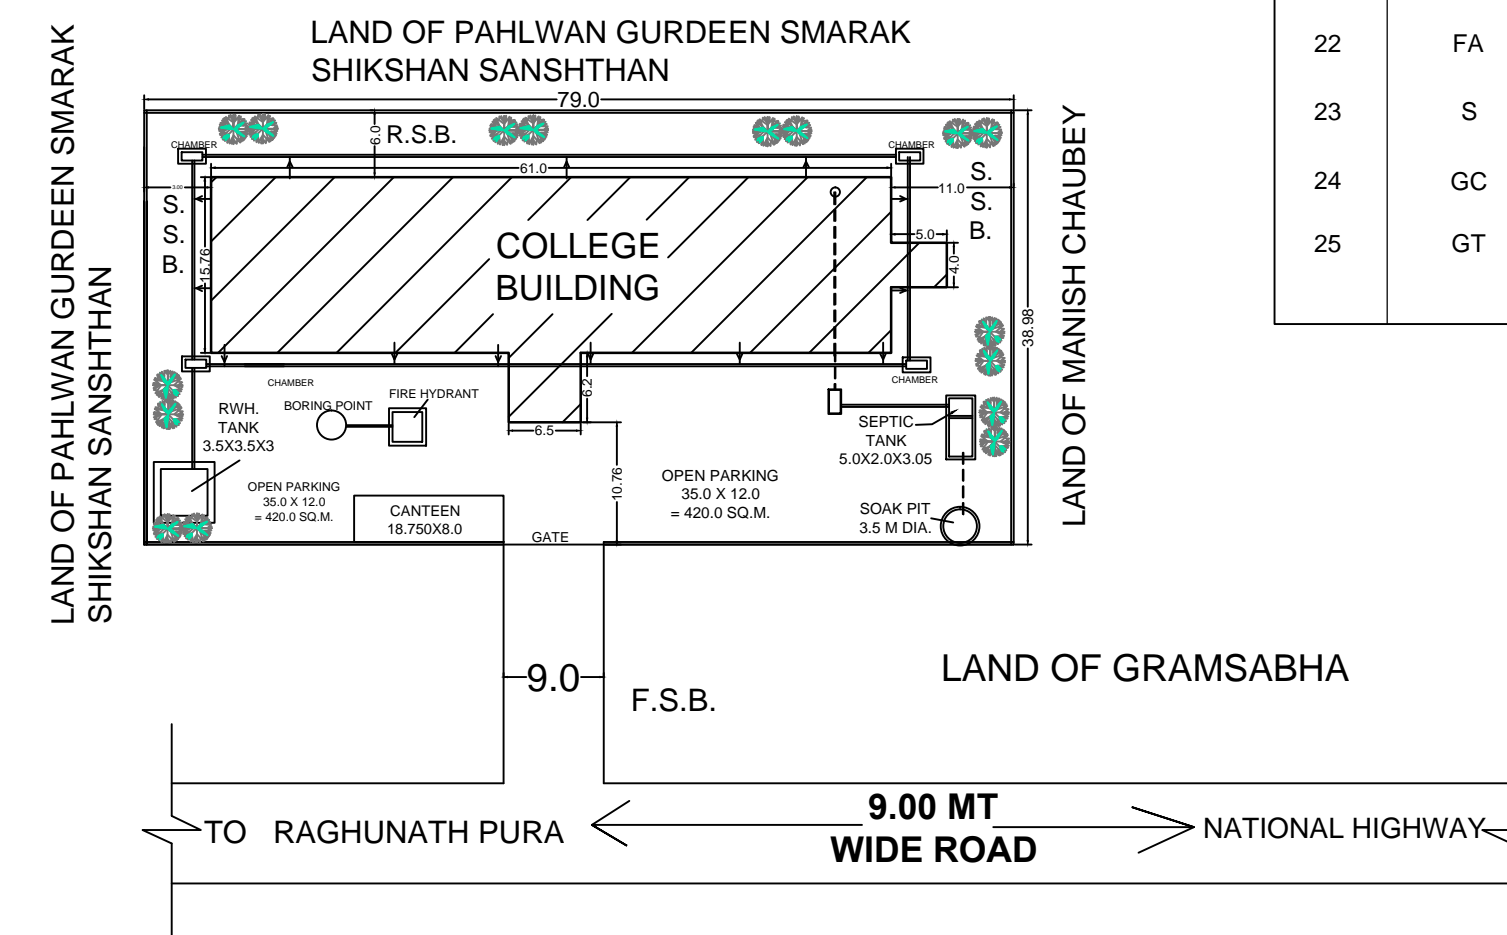 LAND OF PAHLWAN GURDEEN SMARAK
SHIKSHAN SANSHTHAN
LAND OF PAHLWAN GURDEEN SMARAK
SHIKSHAN SANSHTHAN
79.0
6.0
R.S.B.
CHAMBER
CHAMBER
61.0
3.00
11.0
S.
S.
B.
S.
S.
B.
15.76
COLLEGE
BUILDING
5.0
4.0
38.98
LAND OF MANISH CHAUBEY
CHAMBER
CHAMBER
6.2
6.5
10.76
BORING POINT
FIRE HYDRANT
RWH.
TANK
3.5X3.5X3
SEPTIC
TANK
5.0X2.0X3.05
OPEN PARKING
35.0 X 12.0
= 420.0 SQ.M.
CANTEEN
18.750X8.0
OPEN PARKING
35.0 X 12.0
= 420.0 SQ.M.
SOAK PIT
3.5 M DIA.
GATE
9.0
F.S.B.
LAND OF GRAMSABHA
TO RAGHUNATH PURA
9.00 MT
WIDE ROAD
NATIONAL HIGHWAY
22 FA
23 S
24 GC
25 GT